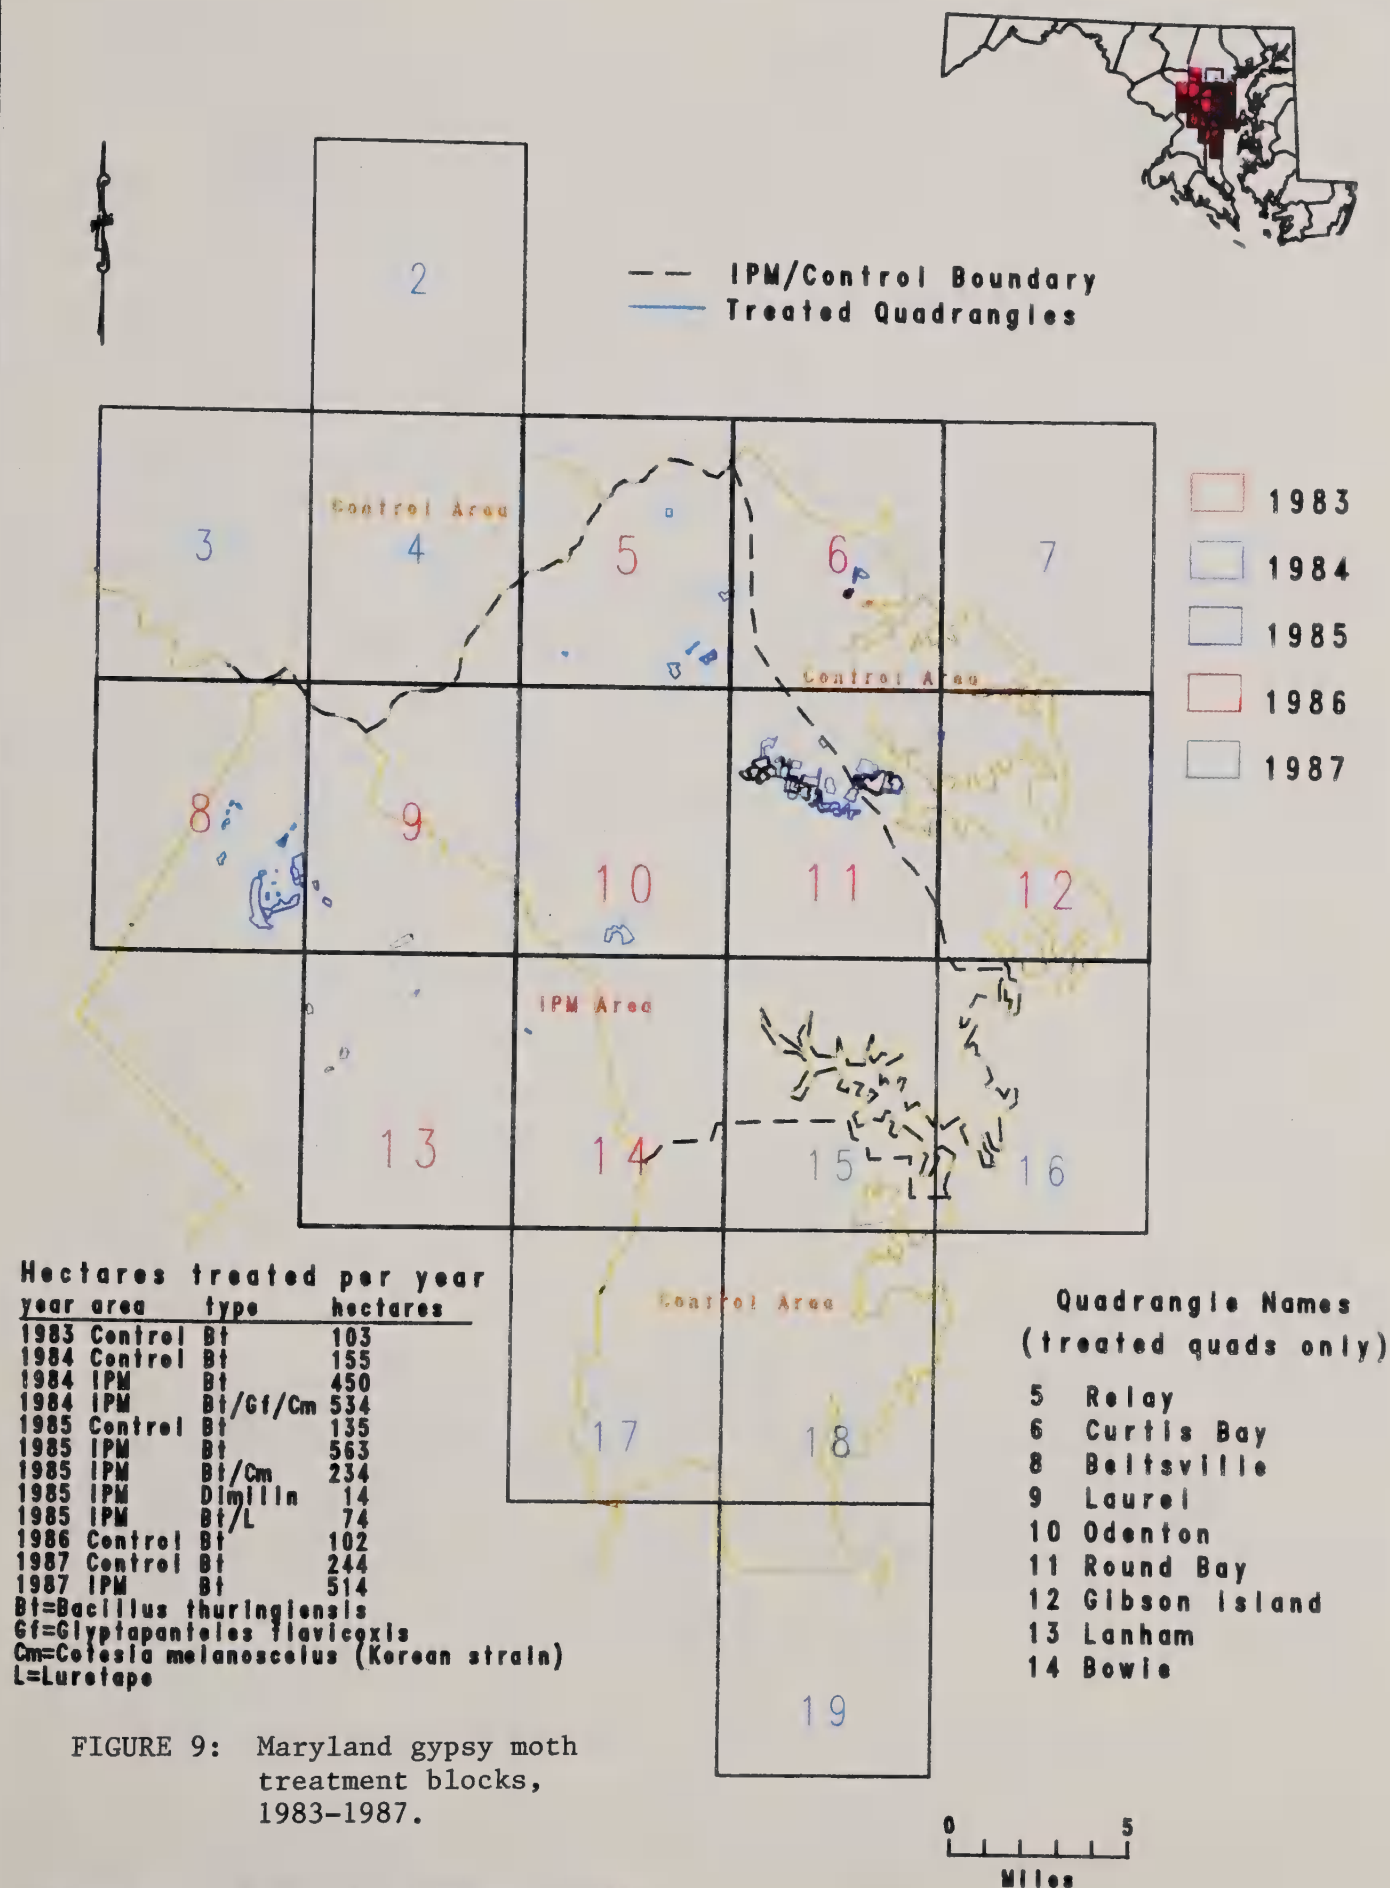 2
— — IPM/Control Boundary
Treated Quadrangles
Control Area
3
4
5
6
7
1983
1984
1985
1986
1987
Control Area
8
9
10
11
12
IPM Area
13
14
15
16
Control Area
17
18
19
Hectares treated per year
year area type hectares
1983 Control Bt 103
1984 Control Bt 155
1984 IPM Bt 450
1984 IPM Bt/Gf/Cm 534
1985 Control Bt 135
1985 IPM Bt 563
1985 IPM Bt/Cm 234
1985 IPM Dimilin 14
1985 IPM Bt/L 74
1986 Control Bt 102
1987 Control Bt 244
1987 IPM Bt 514
Bt=Bacillus thuringiensis
Gf=Glyptapanteles flavicoxis
Cm=Cotesia melanoscelus (Korean strain)
L=Luretape
Quadrangle Names
(treated quads only)
5 Relay
6 Curtis Bay
8 Beltsville
9 Laurel
10 Odenton
11 Round Bay
12 Gibson Island
13 Lanham
14 Bowie
FIGURE 9: Maryland gypsy moth
treatment blocks,
1983-1987.
0 5
Miles